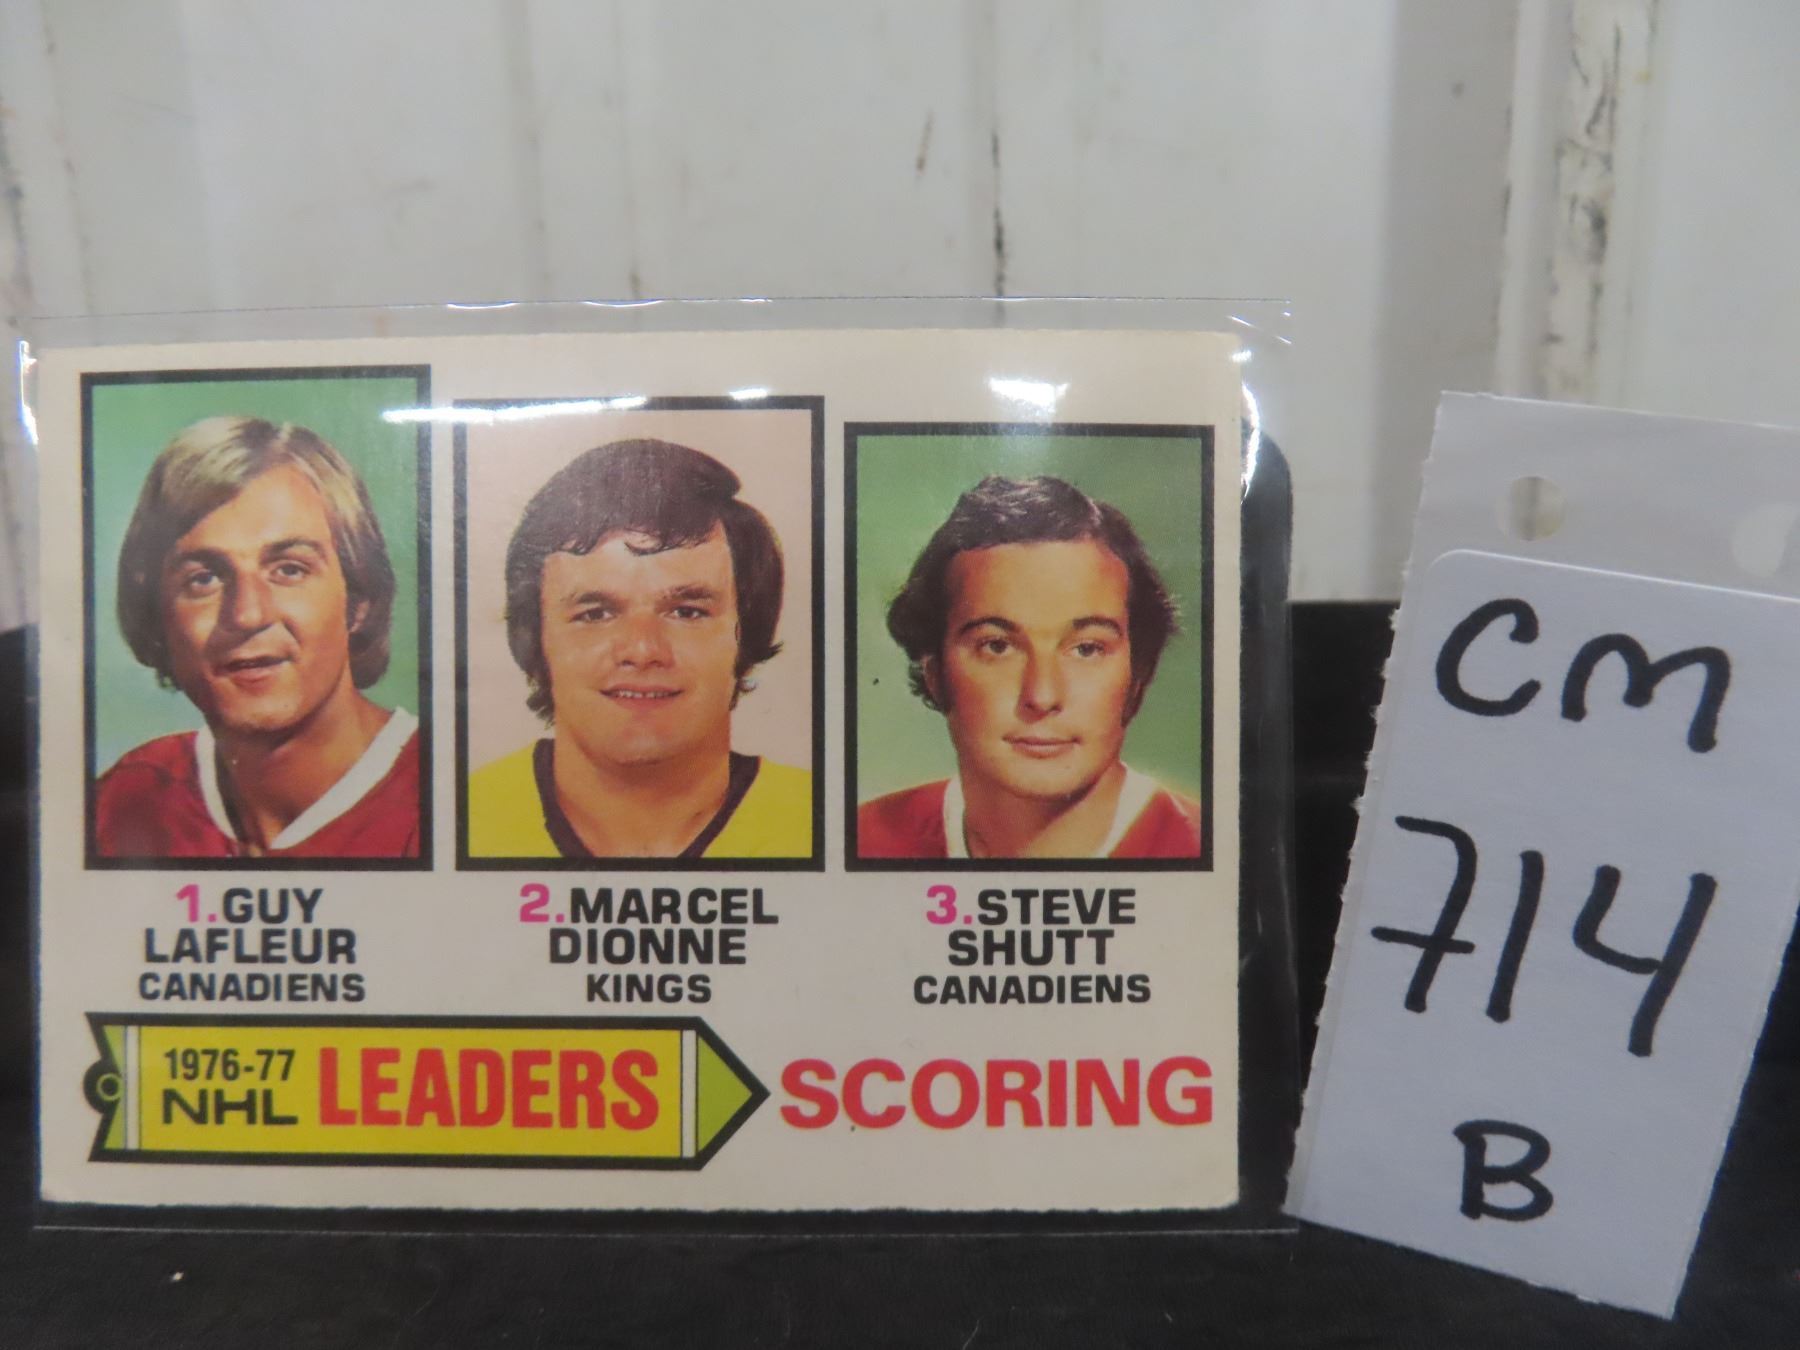 1.GUY
LAFLEUR
CANADIENS
2.MARCEL
DIONNE
KINGS
3.STEVE
SHUTT
CANADIENS
1976-77
NHL LEADERS SCORING
CM
714
B